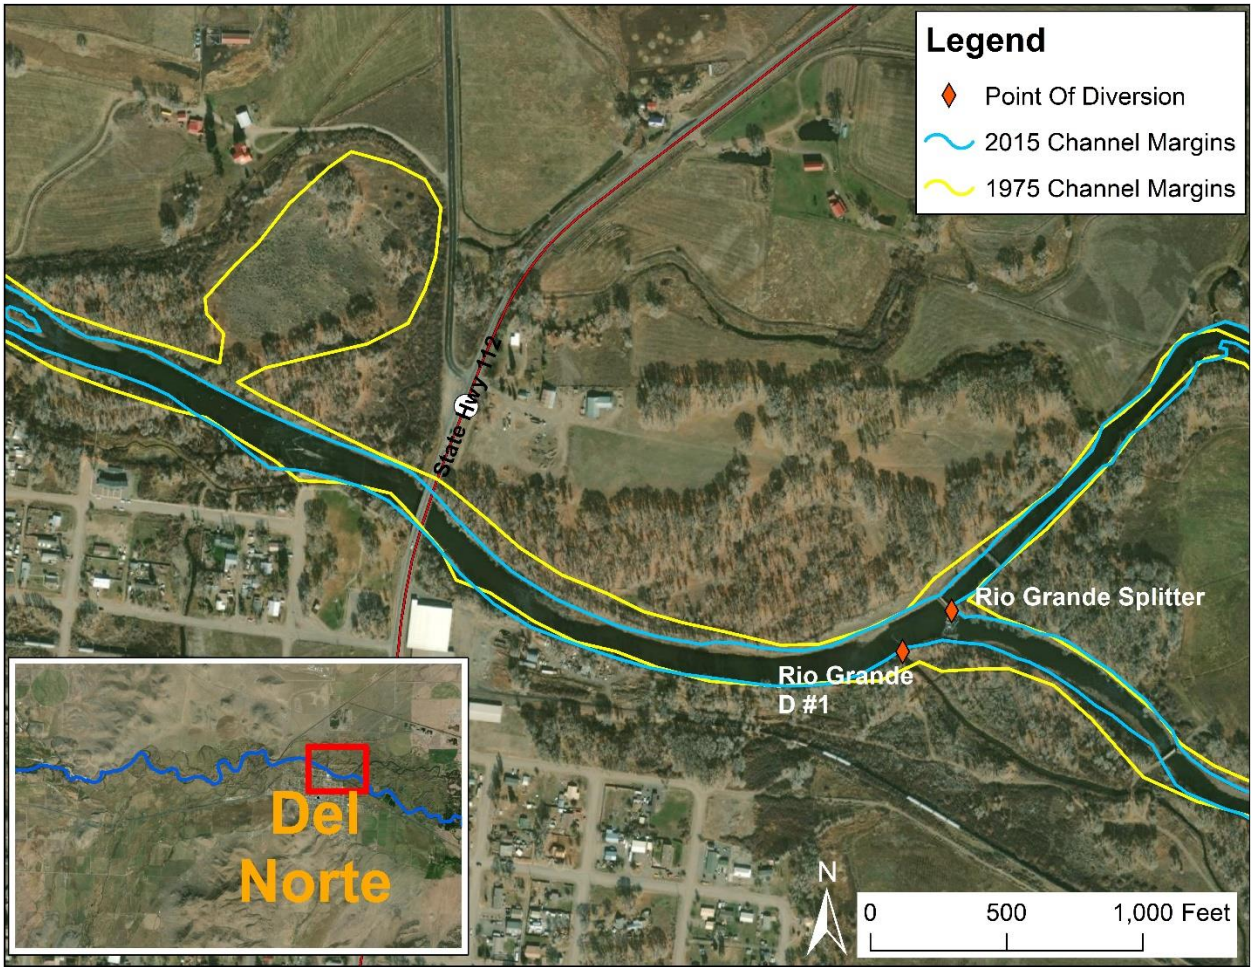 Legend
Point Of Diversion
2015 Channel Margins
1975 Channel Margins
State Hwy 112
Rio Grande Splitter
Rio Grande
D #1
Del
Norte
N
0 500 1,000 Feet